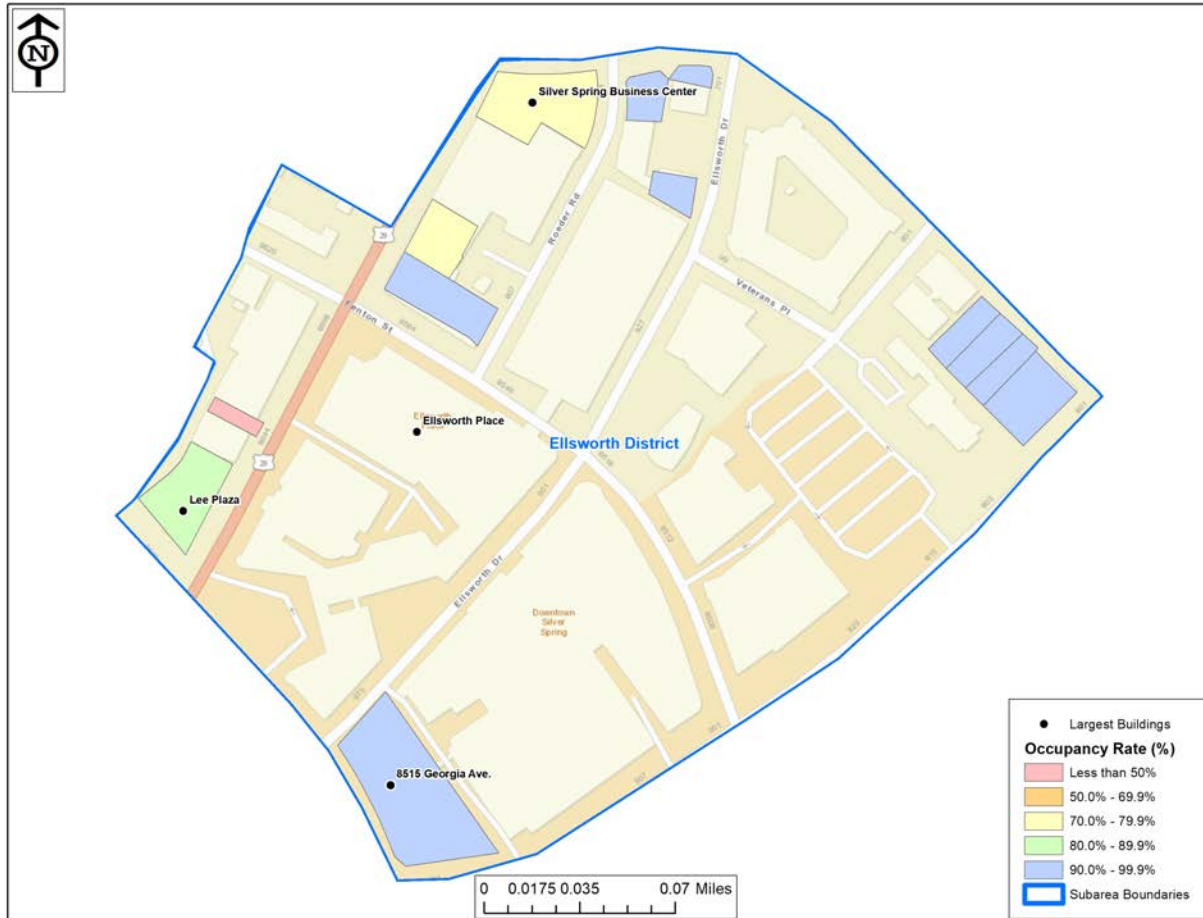 N
Silver Spring Business Center
Ellsworth Dr
Roeder Rd
Veterans Pl
Fenton St
29
Ellsworth Place
Ellsworth District
29
Lee Plaza
Ellsworth Dr
Downtown
Silver
Spring
8515 Georgia Ave.
Largest Buildings
Occupancy Rate (%)
Less than 50%
50.0% - 69.9%
70.0% - 79.9%
80.0% - 89.9%
90.0% - 99.9%
Subarea Boundaries
0 0.0175 0.035 0.07 Miles